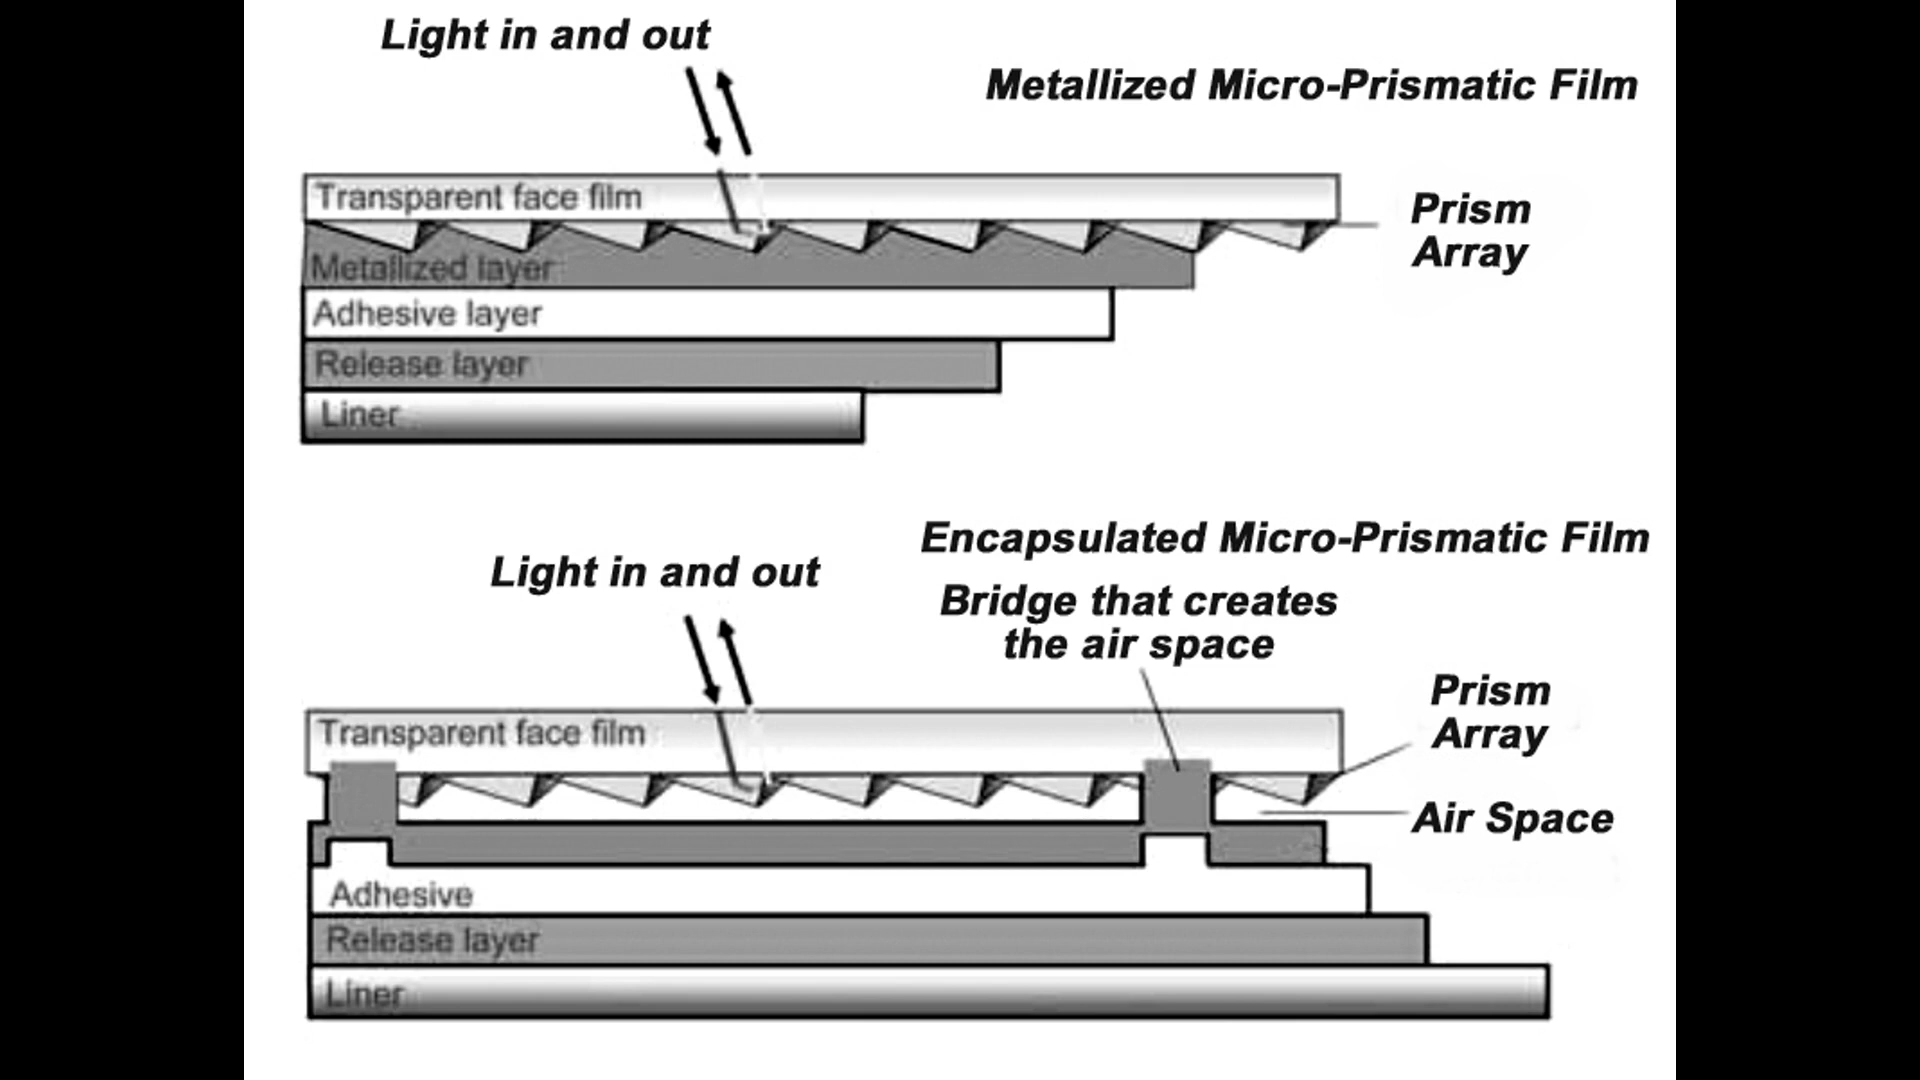 Light in and out
Metallized Micro-Prismatic Film
Transparent face film
Prism
Array
Metallized layer
Adhesive layer
Release layer
Liner
Encapsulated Micro-Prismatic Film
Light in and out
Bridge that creates
the air space
Prism
Array
Transparent face film
Air Space
Adhesive
Release layer
Liner